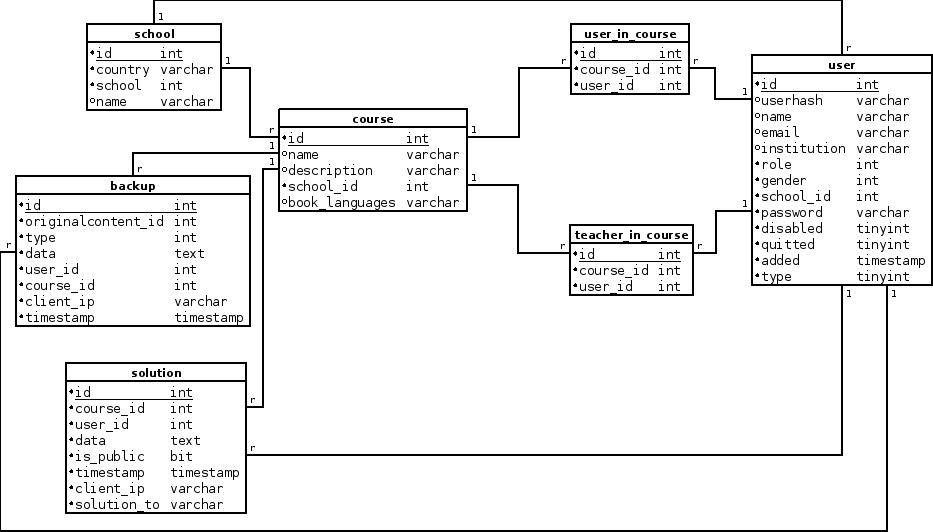 1
school
id int
country varchar
school int
name varchar
1
r
course
id int
name varchar
description varchar
school_id int
book_languages varchar
1
1
1
1
user_in_course
id int
course_id int
user_id int
r
r
1
r
user
id int
userhash varchar
name varchar
email varchar
institution varchar
role int
gender int
school_id int
password varchar
disabled tinyint
quitted tinyint
added timestamp
type tinyint
1
1
1
teacher_in_course
id int
course_id int
user_id int
r
r
r
backup
id int
originalcontent_id int
type int
data text
user_id int
course_id int
client_ip varchar
timestamp timestamp
r
solution
id int
course_id int
user_id int
data text
is_public bit
timestamp timestamp
client_ip varchar
solution_to varchar
r
r